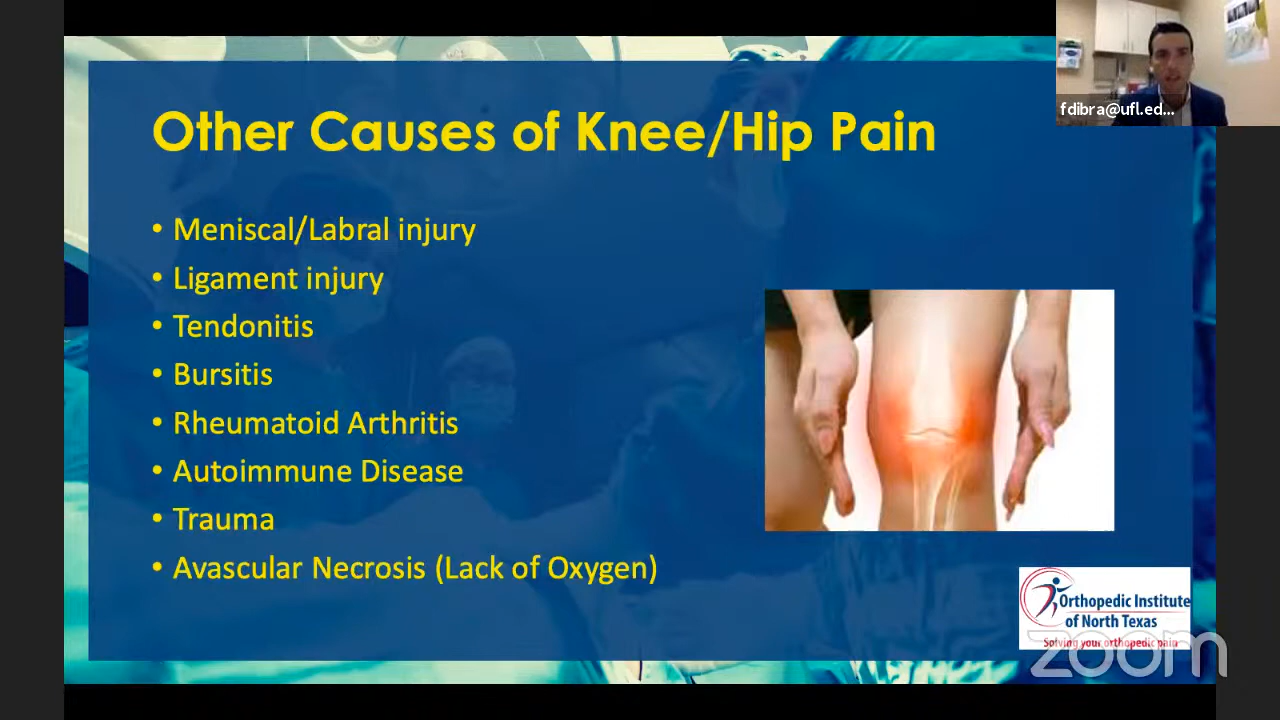 fdibra@ufl.ed...
Other Causes of Knee/Hip Pain
• Meniscal/Labral injury
• Ligament injury
• Tendonitis
• Bursitis
• Rheumatoid Arthritis
• Autoimmune Disease
• Trauma
• Avascular Necrosis (Lack of Oxygen)
Orthopedic Institute
of North Texas
Solving your orthopedic pain
zoom